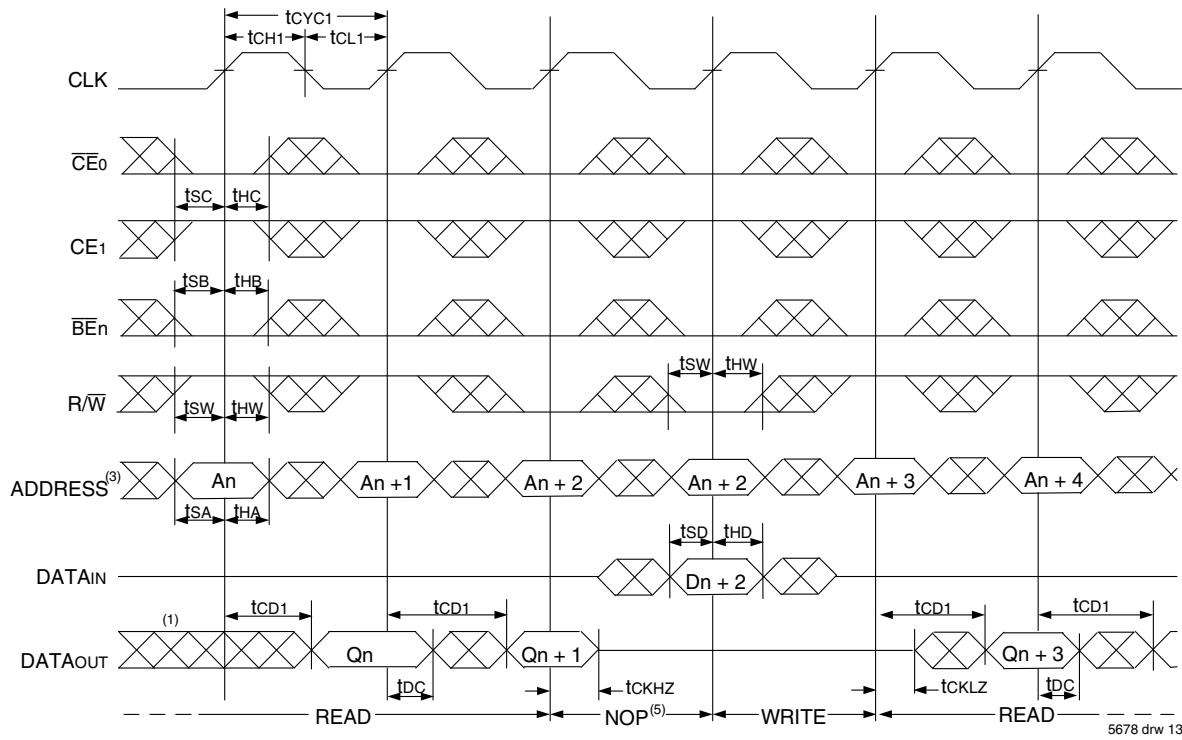 tCYC1
tCH1 tCL1
CLK
CE0
tSC tHC
CE1
tSB tHB
BEn
tSW tHW
R/W
tSW tHW
ADDRESS(3) An An +1 An + 2 An + 2 An + 3 An + 4
tSA tHA
tSD tHD
DATAIN Dn + 2
tCD1 tCD1 tCD1 tCD1
(1)
DATAOUT Qn Qn + 1 Qn + 3
tDC tCKHZ tCKLZ tDC
READ NOP(5) WRITE READ
5678 drw 13